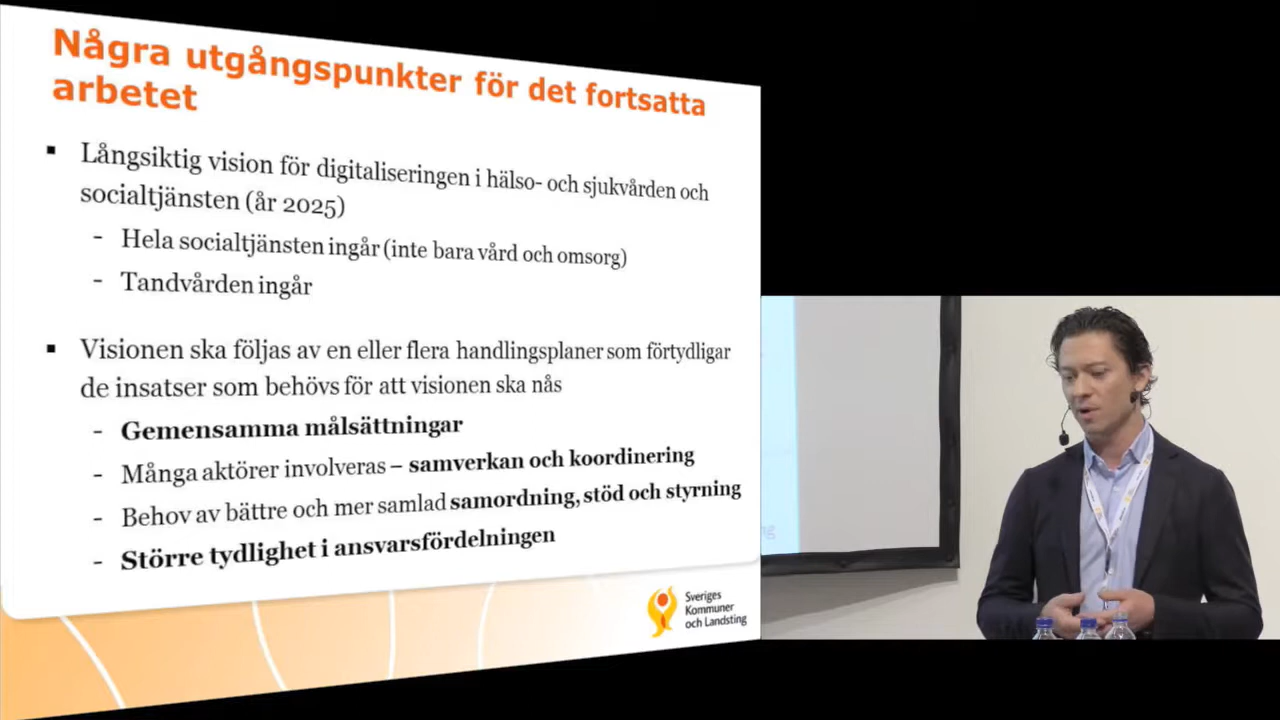 Några utgångspunkter för det fortsatta
arbetet
▪ Långsiktig vision för digitaliseringen i hälso- och sjukvården och
socialtjänsten (år 2025)
- Hela socialtjänsten ingår (inte bara vård och omsorg)
- Tandvården ingår
▪ Visionen ska följas av en eller flera handlingsplaner som förtydligar
de insatser som behövs för att visionen ska nås
- Gemensamma målsättningar
- Många aktörer involveras – samverkan och koordinering
- Behov av bättre och mer samlad samordning, stöd och styrning
- Större tydlighet i ansvarsfördelningen
Sveriges
Kommuner
och Landsting